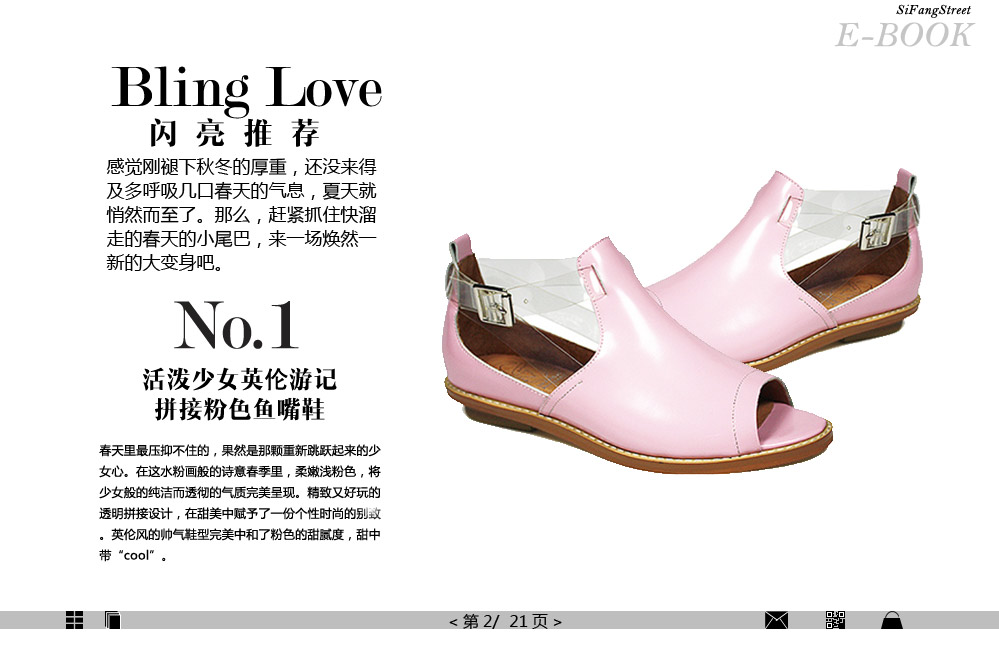 SiFangStreet
E-BOOK
Bling Love
闪亮推荐
感觉刚褪下秋冬的厚重，还没来得
及多呼吸几口春天的气息，夏天就
悄然而至了。那么，赶紧抓住快溜
走的春天的小尾巴，来一场焕然一
新的大变身吧。
No.1
活泼少女英伦游记
拼接粉色鱼嘴鞋
春天里最压抑不住的，果然是那颗重新跳跃起来的少
女心。在这水粉画般的诗意春季里，柔嫩浅粉色，将
少女般的纯洁而透彻的气质完美呈现。精致又好玩的
透明拼接设计，在甜美中赋予了一份个性时尚的别致
。英伦风的帅气鞋型完美中和了粉色的甜腻度，甜中
带“cool”。
< 第 2/ 21 页 >